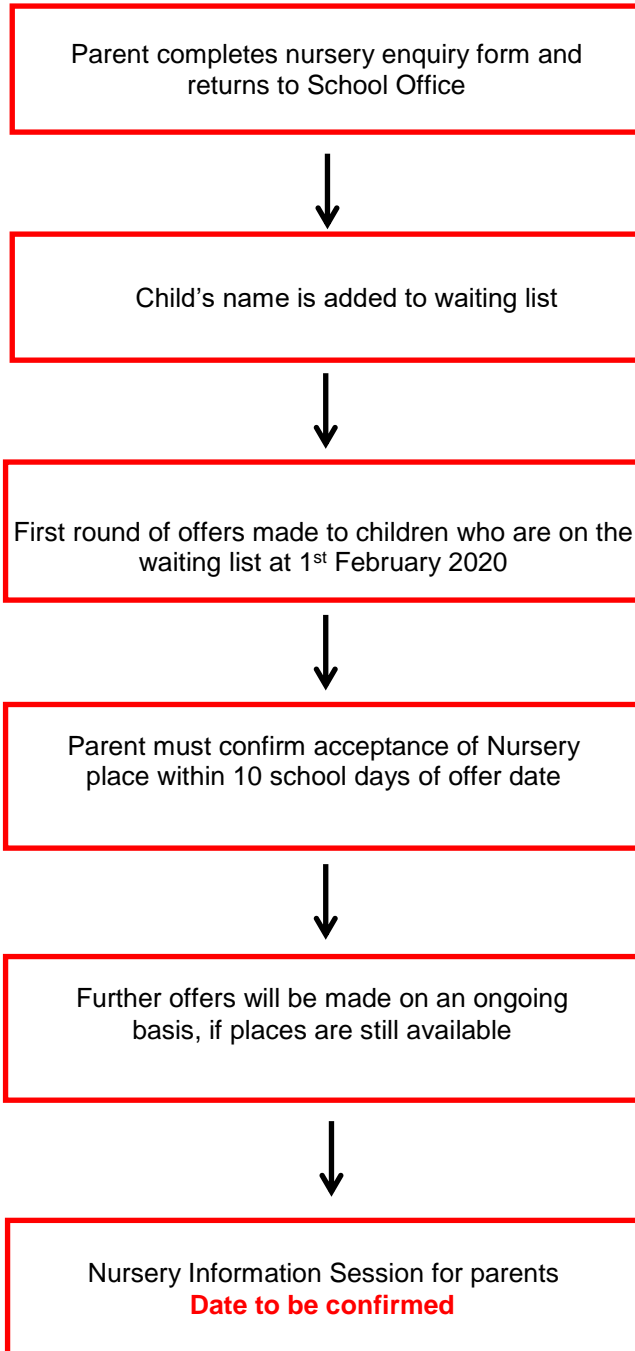 Parent completes nursery enquiry form and
returns to School Office
Child’s name is added to waiting list
First round of offers made to children who are on the
waiting list at 1st February 2020
Parent must confirm acceptance of Nursery
place within 10 school days of offer date
Further offers will be made on an ongoing
basis, if places are still available
Nursery Information Session for parents
Date to be confirmed